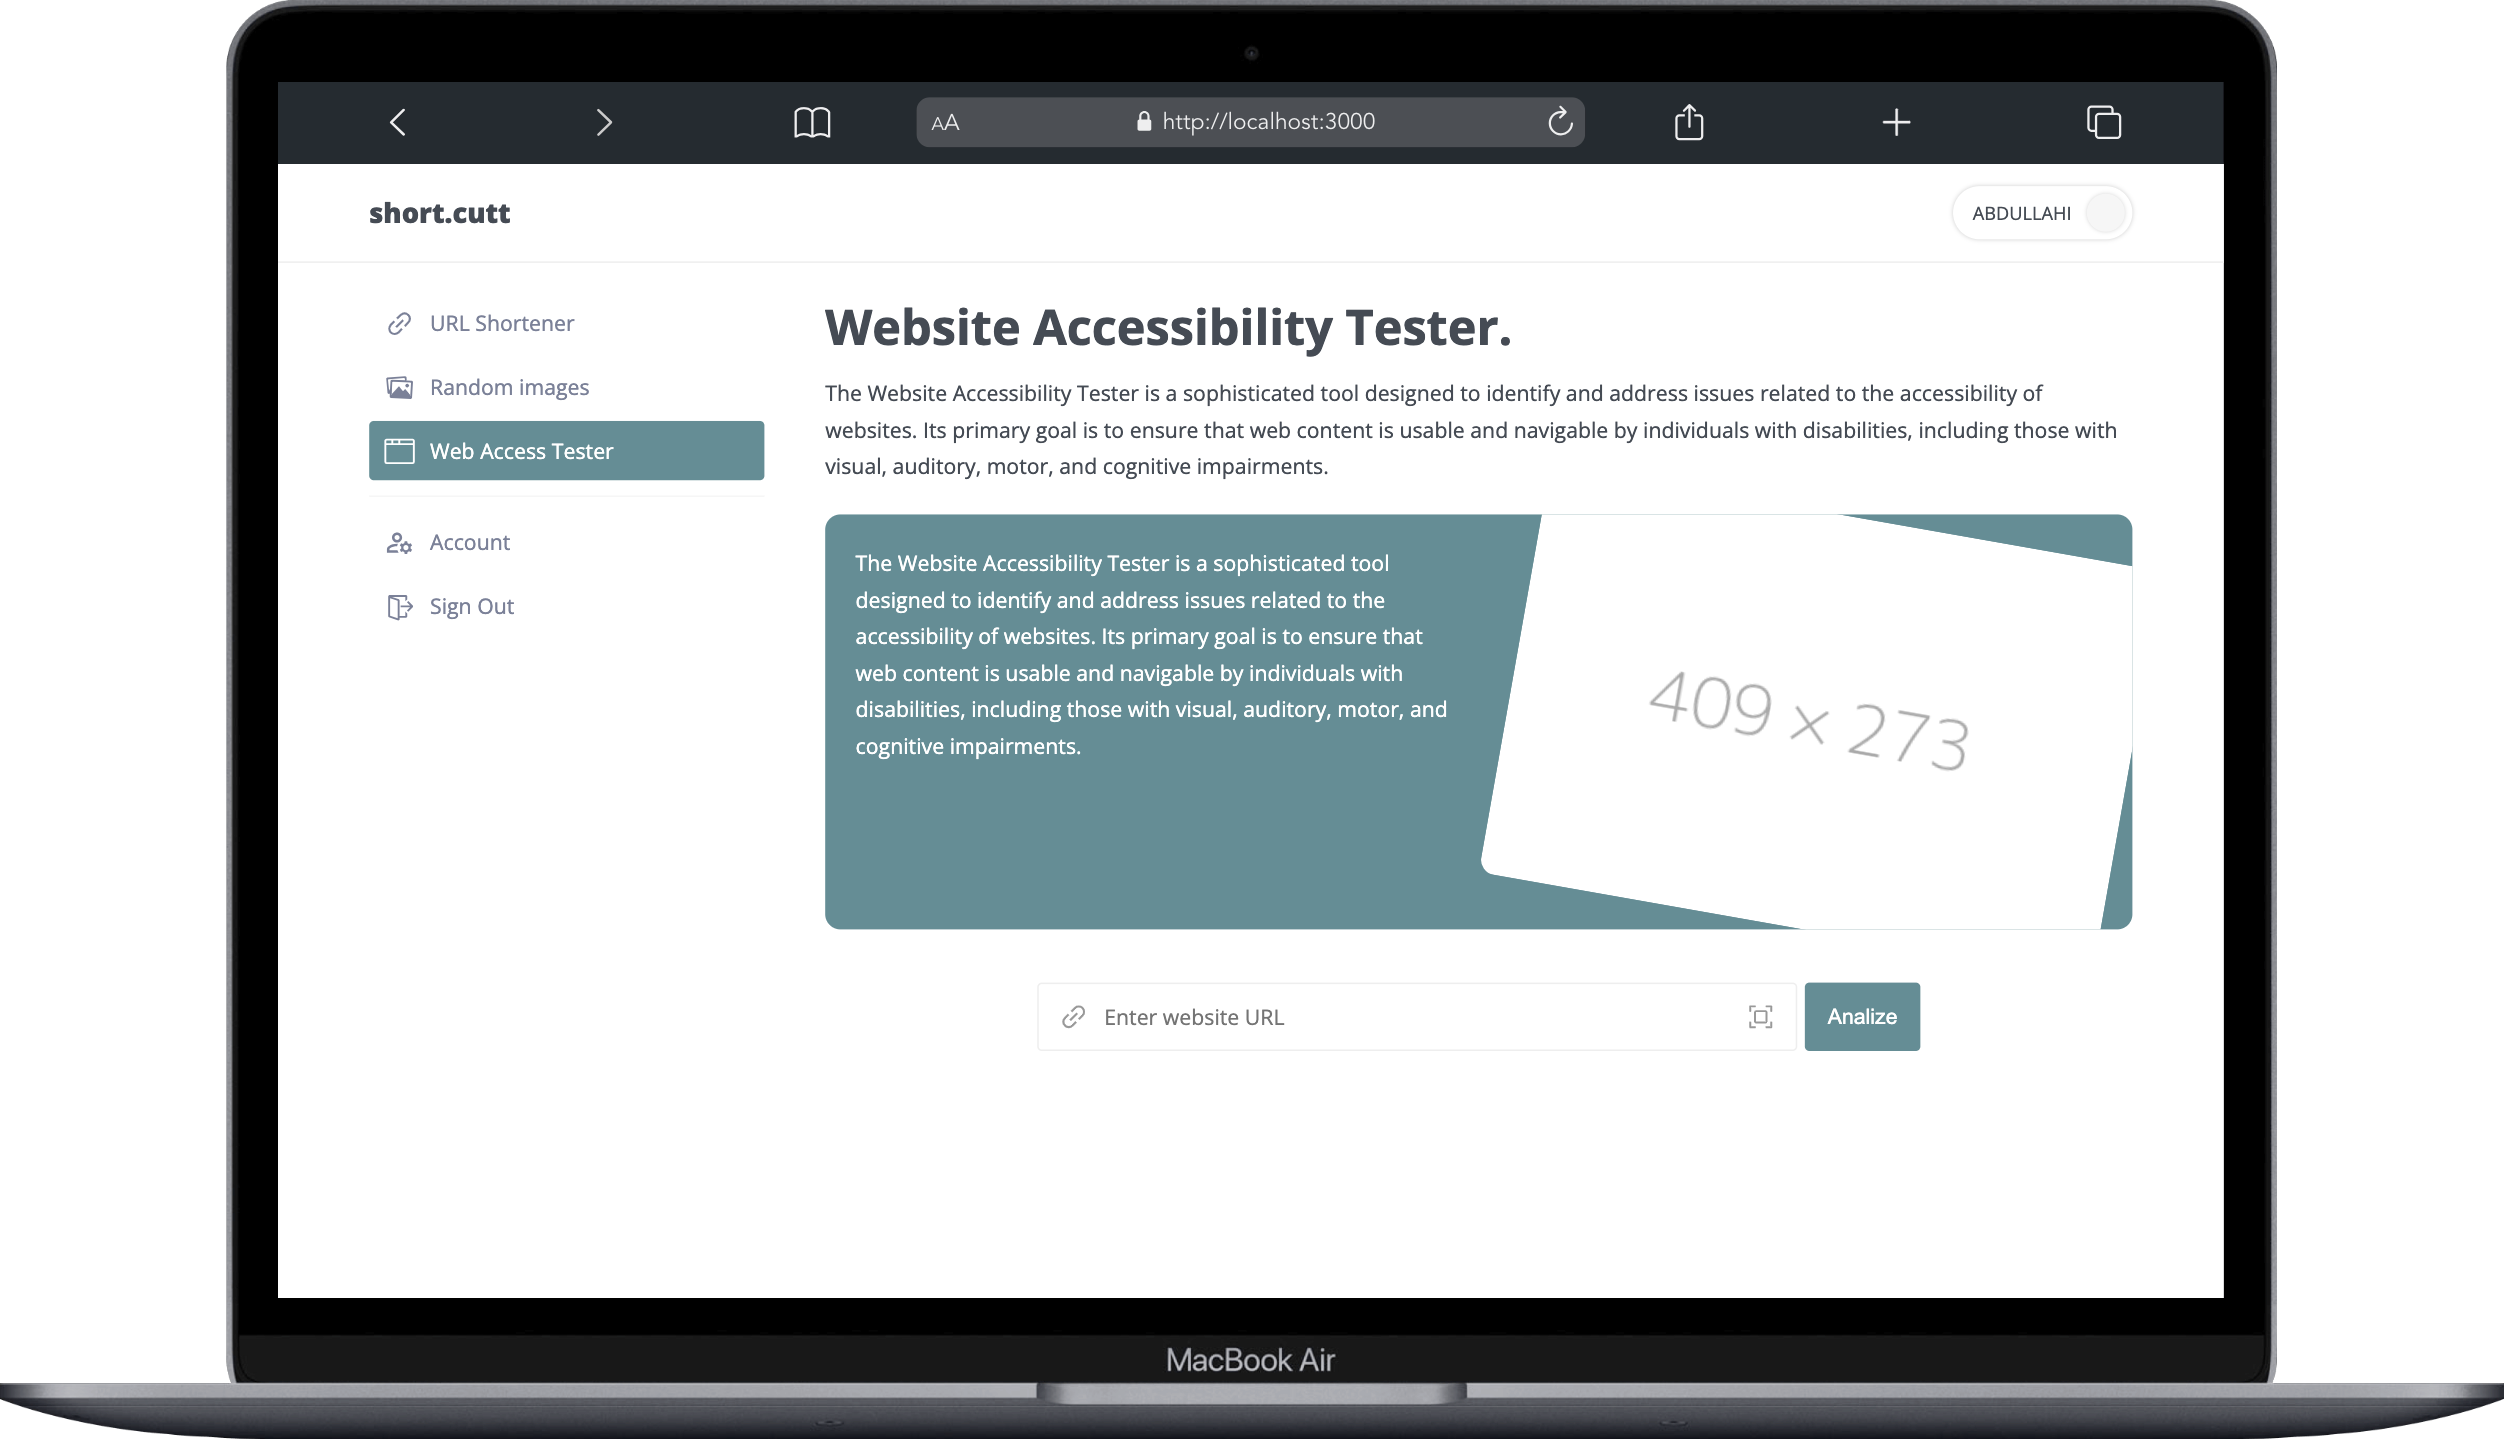 AA
http://localhost:3000
short.cutt
ABDULLAHI
URL Shortener
Random images
Web Access Tester
Account
Sign Out
Website Accessibility Tester.
The Website Accessibility Tester is a sophisticated tool designed to identify and address issues related to the accessibility of
websites. Its primary goal is to ensure that web content is usable and navigable by individuals with disabilities, including those with
visual, auditory, motor, and cognitive impairments.
The Website Accessibility Tester is a sophisticated tool
designed to identify and address issues related to the
accessibility of websites. Its primary goal is to ensure that
web content is usable and navigable by individuals with
disabilities, including those with visual, auditory, motor, and
cognitive impairments.
409 × 273
Enter website URL
Analize
MacBook Air